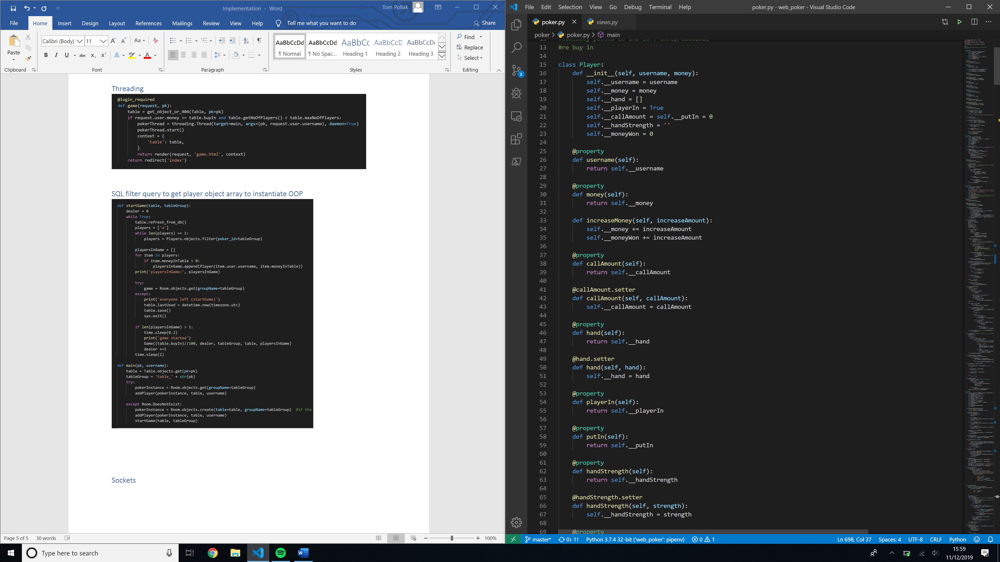 Implementation - Word
Tom Pollak
File Home Insert Design Layout References Mailings Review View Help Tell me what you want to do Share
Paste
Calibri (Body) 11
Clipboard Font Paragraph Styles Editing
AaBbCcDd AaBbCcDd AaBbCc AaBbCcD AaBbCcDc
¶ Normal ¶ No Spac... Heading 1 Heading 2 Heading 3
Find
Replace
Select
Threading
@login_required
def game(request, pk):
table = get_object_or_404(Table, pk=pk)
if request.user.money >= table.buyIn and table.getNoOfPlayers() < table.maxNoOfPlayers:
pokerThread = threading.Thread(target=main, args=(pk, request.user.username), daemon=True)
pokerThread.start()
context = {
'table': table,
}
return render(request, 'game.html', context)
return redirect('index')
SQL filter query to get player object array to instantiate OOP
def startGame(table, tableGroup):
dealer = 0
while True:
table.refresh_from_db()
players = ['a']
while len(players) == 1:
players = Players.objects.filter(poker_id=tableGroup)
playersInGame = []
for item in players:
if item.moneyInTable > 0:
playersInGame.append(Player(item.user.username, item.moneyInTable))
print('playersInGame:', playersInGame)
try:
game = Room.objects.get(groupName=tableGroup)
except:
print('everyone left (startGame)')
table.lastUsed = datetime.now(timezone.utc)
table.save()
sys.exit()
if len(playersInGame) > 1:
time.sleep(0.2)
print('game started')
Game((table.buyIn)//100, dealer, tableGroup, table, playersInGame)
dealer +=1
time.sleep(1)
def main(pk, username):
table = Table.objects.get(pk=pk)
tableGroup = 'table_' + str(pk)
try:
pokerInstance = Room.objects.get(groupName=tableGroup)
addPlayer(pokerInstance, table, username)
except Room.DoesNotExist:
pokerInstance = Room.objects.create(table=table, groupName=tableGroup) #if the
addPlayer(pokerInstance, table, username)
startGame(table, tableGroup)
Sockets
Page 5 of 5 30 words 100%
File Edit Selection View Go Debug Terminal Help poker.py - web_poker - Visual Studio Code
poker.py views.py
poker > poker.py > main
3
13 #re buy in
14
15 class Player:
16 def __init__(self, username, money):
17 self.__username = username
18 self.__money = money
19 self.__hand = []
20 self.__playerIn = True
21 self.__callAmount = self.__putIn = 0
22 self.__handStrength = ''
23 self.__moneyWon = 0
24
25 @property
26 def username(self):
27 return self.__username
28
29 @property
30 def money(self):
31 return self.__money
32
33 def increaseMoney(self, increaseAmount):
34 self.__money += increaseAmount
35 self.__moneyWon += increaseAmount
36
37 @property
38 def callAmount(self):
39 return self.__callAmount
40
41 @callAmount.setter
42 def callAmount(self, callAmount):
43 self.__callAmount = callAmount
44
45 @property
46 def hand(self):
47 return self.__hand
48
49 @hand.setter
50 def hand(self, hand):
51 self.__hand = hand
52
53 @property
54 def playerIn(self):
55 return self.__playerIn
56
57 @property
58 def putIn(self):
59 return self.__putIn
60
61 @property
62 def handStrength(self):
63 return self.__handStrength
64
65 @handStrength.setter
66 def handStrength(self, strength):
67 self.__handStrength = strength
68
69 @property
master* 0↓ 1↑ Python 3.7.4 32-bit ('web_poker': pipenv) 0 1 Ln 698, Col 37 Spaces: 4 UTF-8 CRLF Python
Type here to search
15:59
11/12/2019